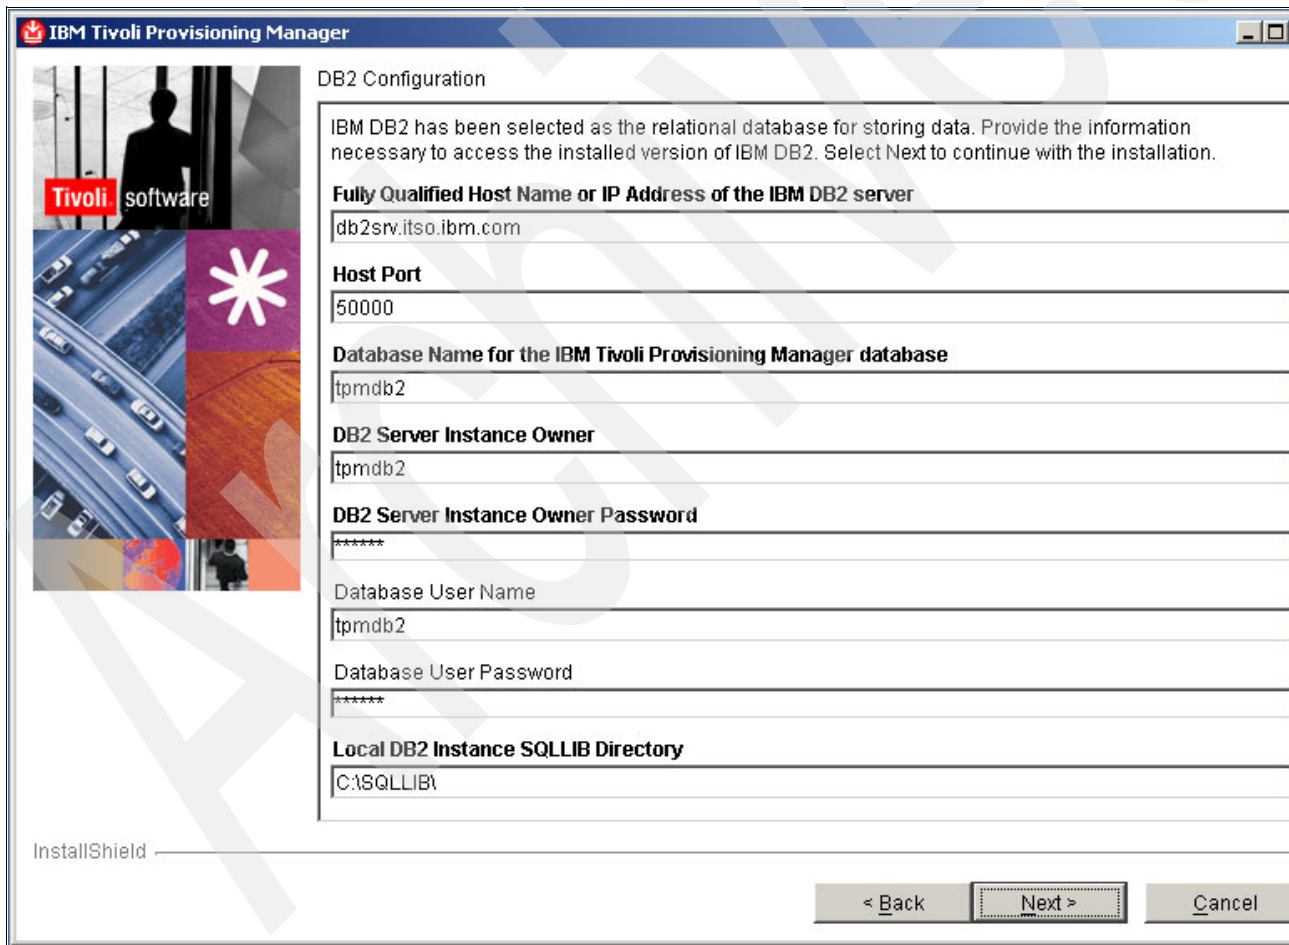 IBM Tivoli Provisioning Manager
DB2 Configuration
IBM DB2 has been selected as the relational database for storing data. Provide the information
necessary to access the installed version of IBM DB2. Select Next to continue with the installation.
Tivoli. software
Fully Qualified Host Name or IP Address of the IBM DB2 server
db2srv.itso.ibm.com
Host Port
50000
Database Name for the IBM Tivoli Provisioning Manager database
tpmdb2
DB2 Server Instance Owner
tpmdb2
DB2 Server Instance Owner Password
******
Database User Name
tpmdb2
Database User Password
******
Local DB2 Instance SQLLIB Directory
C:\SQLLIB\
InstallShield
< Back Next > Cancel
Archive